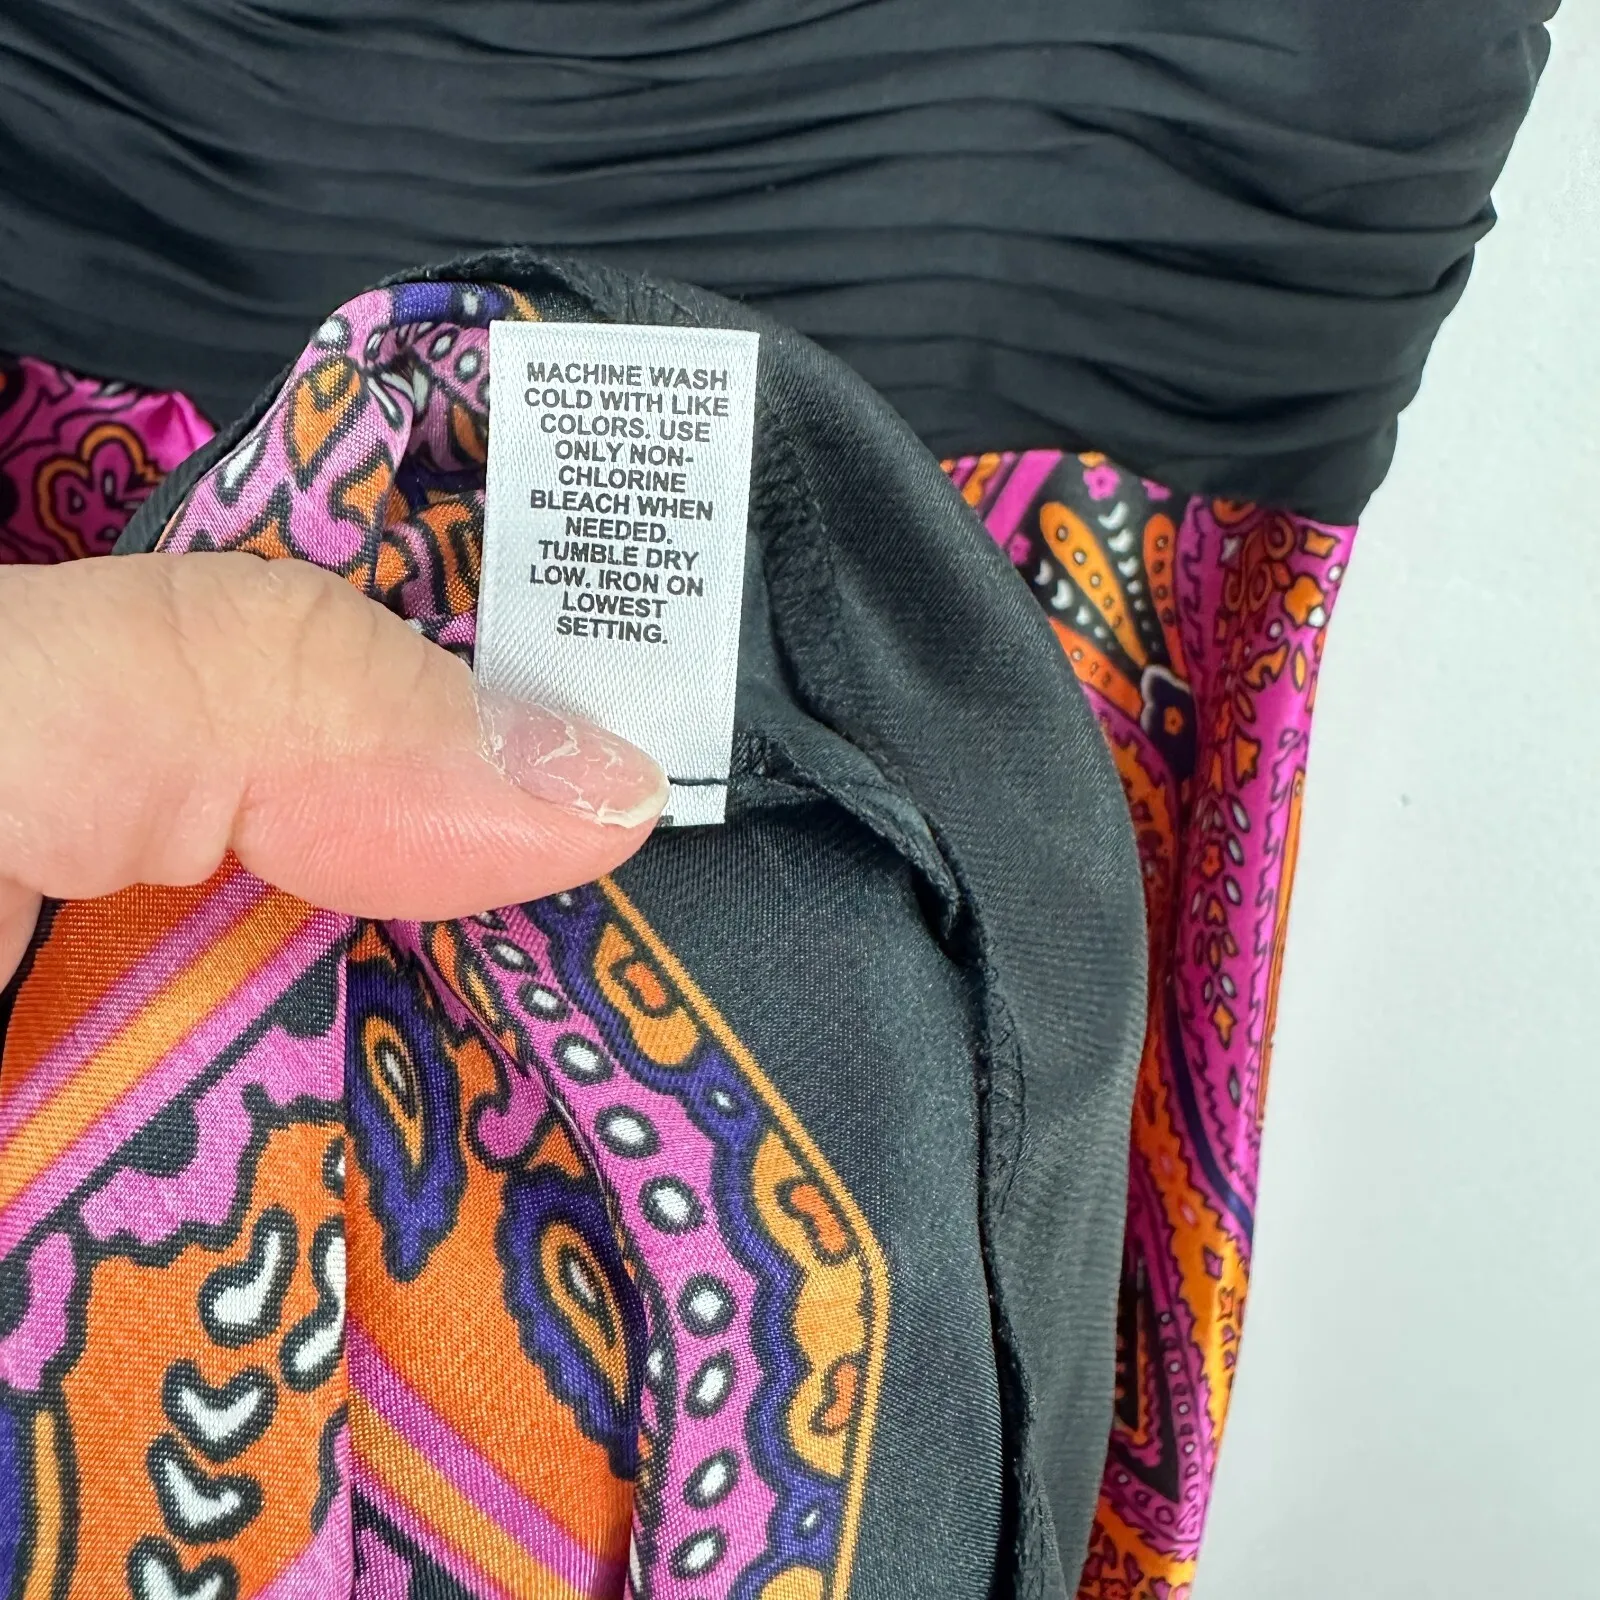 MACHINE WASH
COLD WITH LIKE
COLORS. USE
ONLY NON-
CHLORINE
BLEACH WHEN
NEEDED.
TUMBLE DRY
LOW. IRON ON
LOWEST
SETTING.